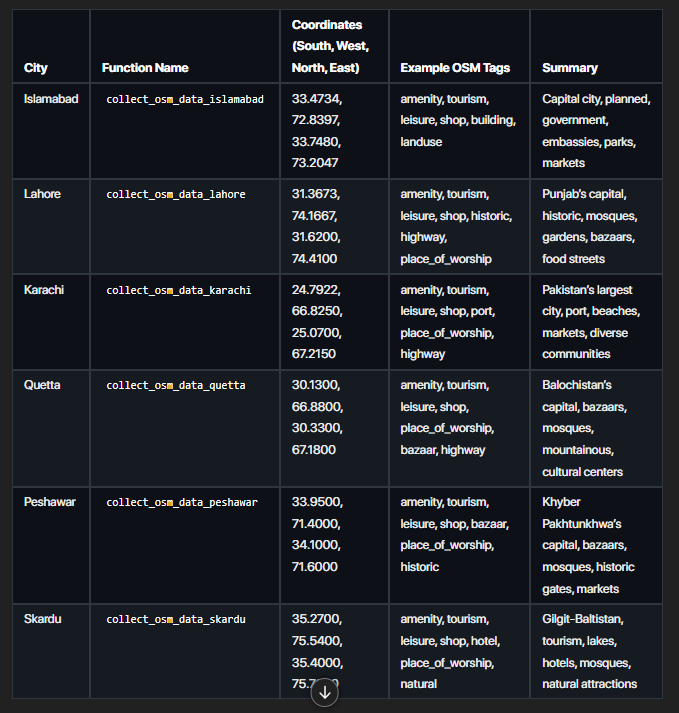 City
Function Name
Coordinates
(South, West,
North, East)
Example OSM Tags
Summary
Islamabad
collect_osm_data_islamabad
33.4734,
72.8397,
33.7480,
73.2047
amenity, tourism,
leisure, shop, building,
landuse
Capital city, planned,
government,
embassies, parks,
markets
Lahore
collect_osm_data_lahore
31.3673,
74.1667,
31.6200,
74.4100
amenity, tourism,
leisure, shop, historic,
highway,
place_of_worship
Punjab’s capital,
historic, mosques,
gardens, bazaars,
food streets
Karachi
collect_osm_data_karachi
24.7922,
66.8250,
25.0700,
67.2150
amenity, tourism,
leisure, shop, port,
place_of_worship,
highway
Pakistan’s largest
city, port, beaches,
markets, diverse
communities
Quetta
collect_osm_data_quetta
30.1300,
66.8800,
30.3300,
67.1800
amenity, tourism,
leisure, shop,
place_of_worship,
bazaar, highway
Balochistan’s
capital, bazaars,
mosques,
mountainous,
cultural centers
Peshawar
collect_osm_data_peshawar
33.9500,
71.4000,
34.1000,
71.6000
amenity, tourism,
leisure, shop, bazaar,
place_of_worship,
historic
Khyber
Pakhtunkhwa’s
capital, bazaars,
mosques, historic
gates, markets
Skardu
collect_osm_data_skardu
35.2700,
75.5400,
35.4000,
amenity, tourism,
leisure, shop, hotel,
place_of_worship,
natural
Gilgit-Baltistan,
tourism, lakes,
hotels, mosques,
natural attractions